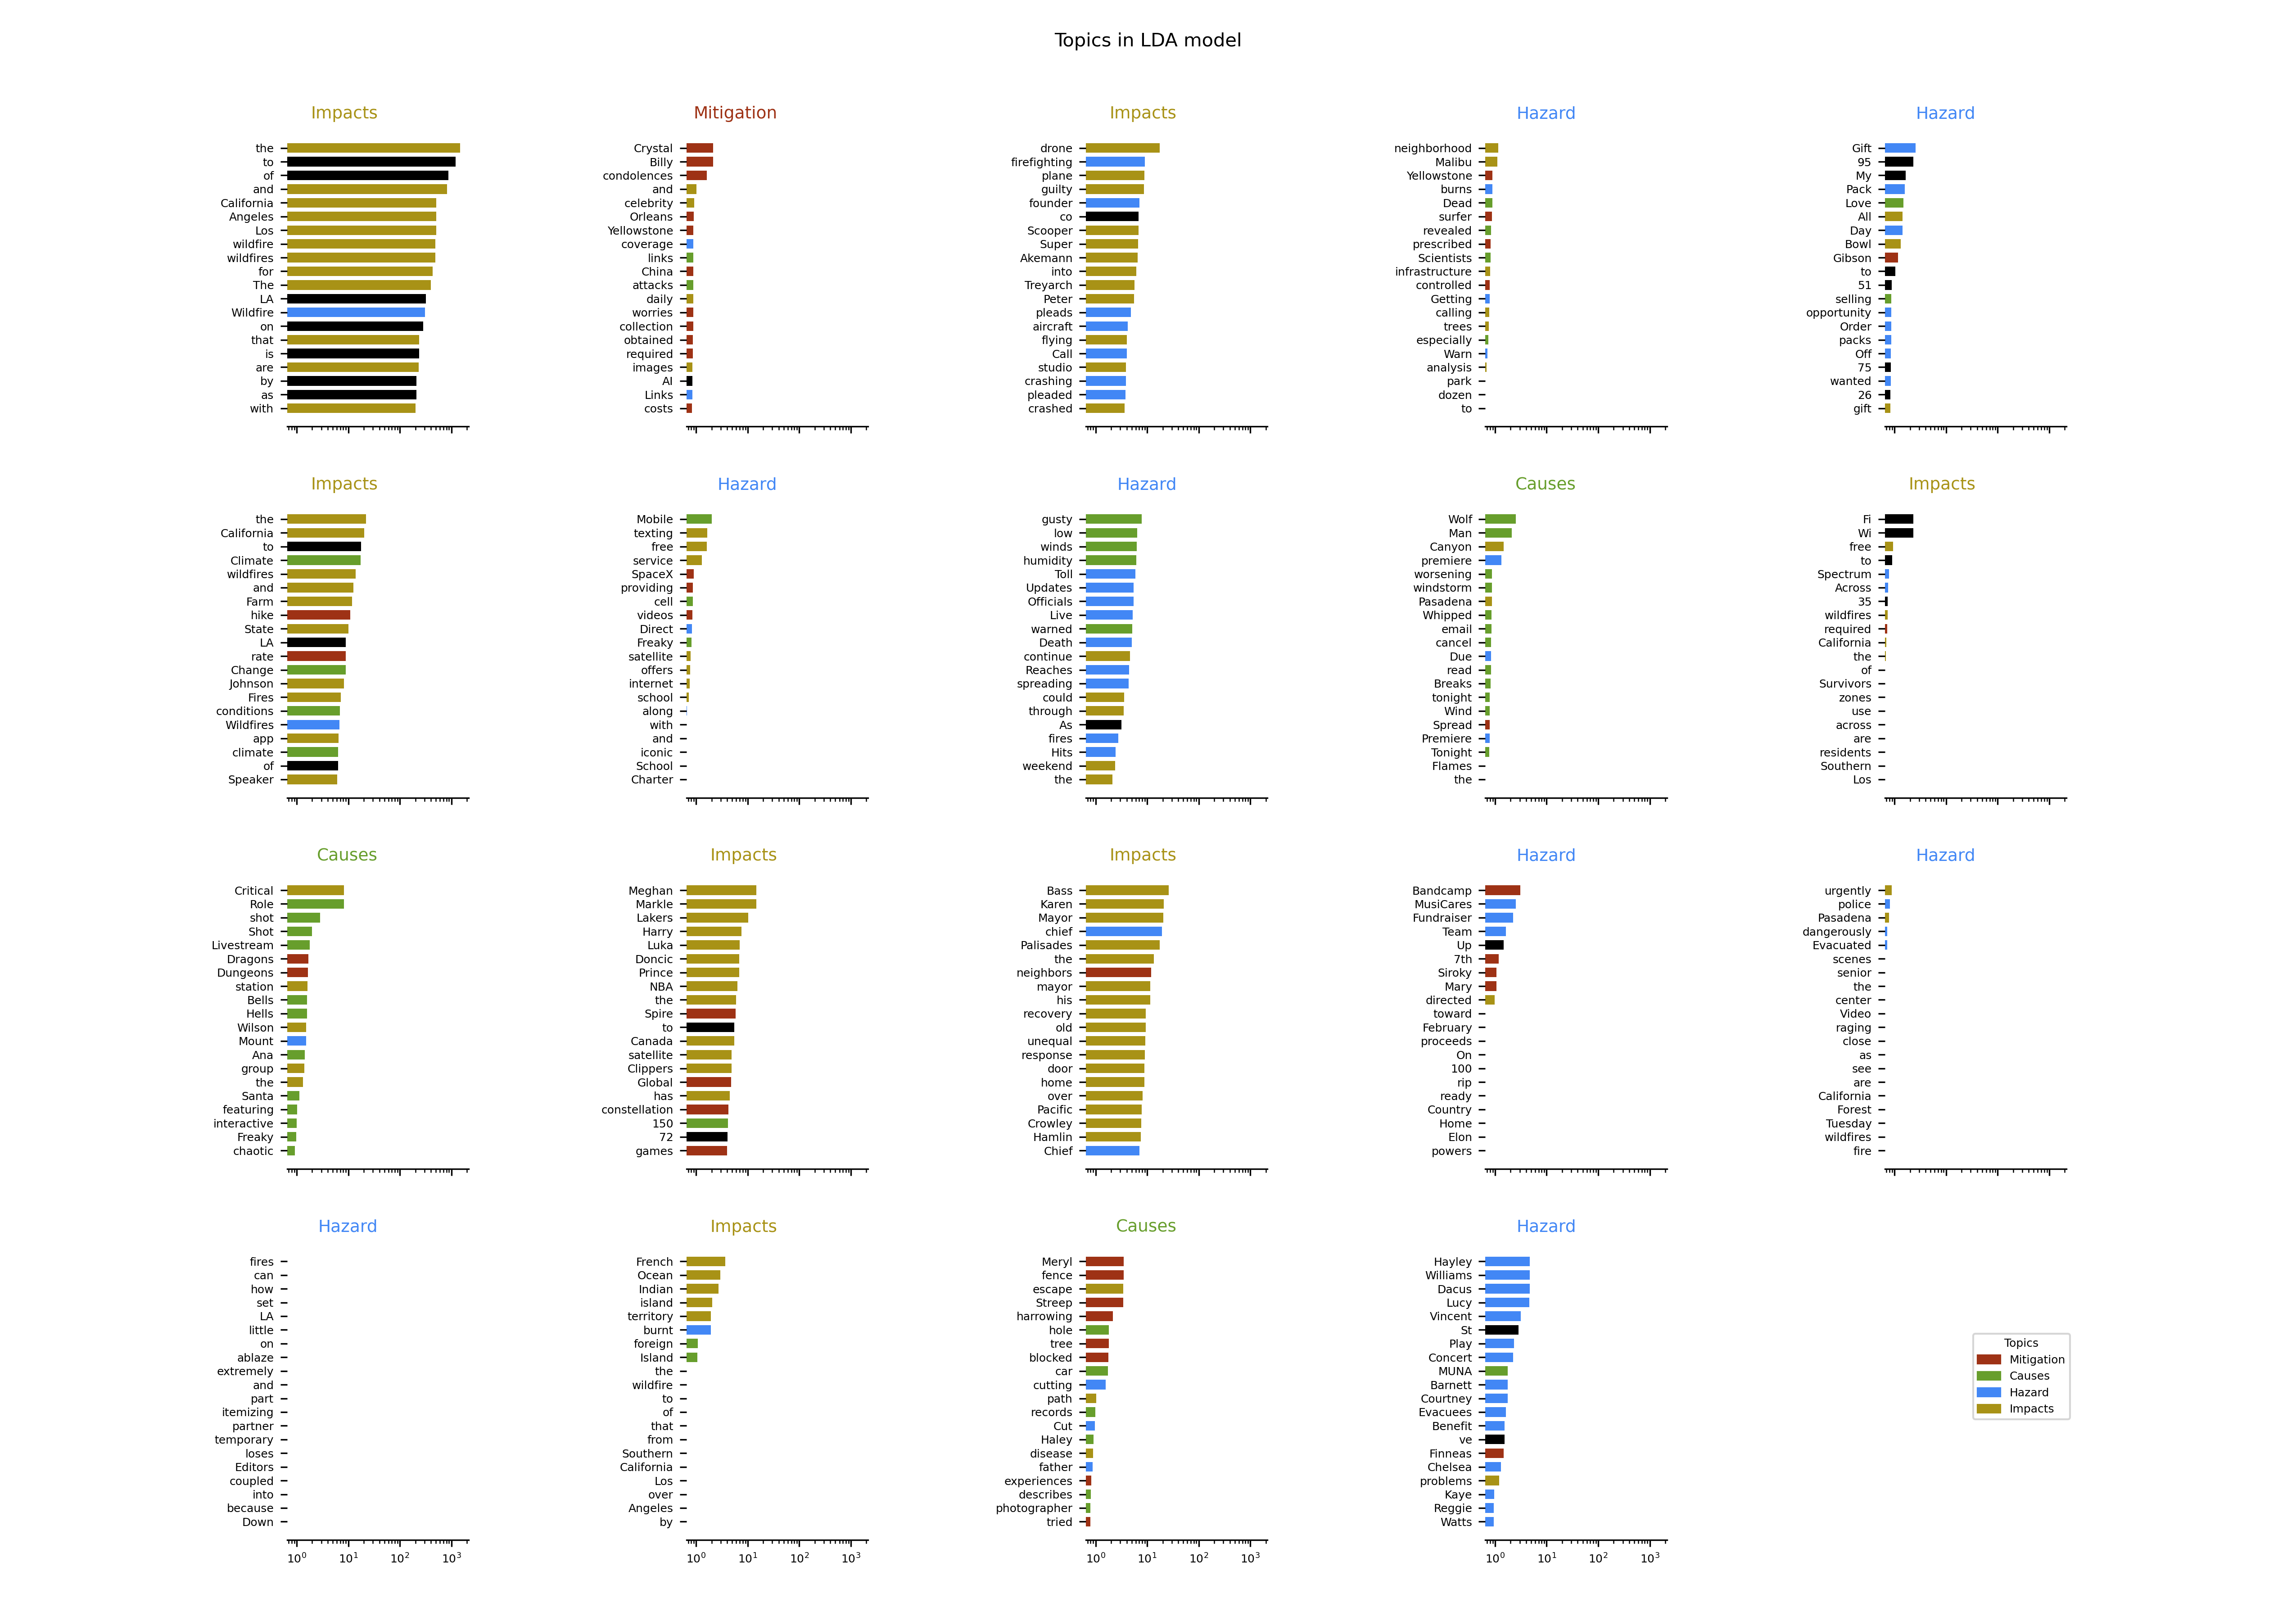 Topics in LDA model
Impacts
the
to
of
and
California
Angeles
Los
wildfire
wildfires
for
The
LA
Wildfire
on
that
is
are
by
as
with
Mitigation
Crystal
Billy
condolences
and
celebrity
Orleans
Yellowstone
coverage
links
China
attacks
daily
worries
collection
obtained
required
images
AI
Links
costs
Impacts
drone
firefighting
plane
guilty
founder
co
Scooper
Super
Akemann
into
Treyarch
Peter
pleads
aircraft
flying
Call
studio
crashing
pleaded
crashed
Hazard
neighborhood
Malibu
Yellowstone
burns
Dead
surfer
revealed
prescribed
Scientists
infrastructure
controlled
Getting
calling
trees
especially
Warn
analysis
park
dozen
to
Hazard
Gift
95
My
Pack
Love
All
Day
Bowl
Gibson
to
51
selling
opportunity
Order
packs
Off
75
wanted
26
gift
Impacts
the
California
to
Climate
wildfires
and
Farm
hike
State
LA
rate
Change
Johnson
Fires
conditions
Wildfires
app
climate
of
Speaker
Hazard
Mobile
texting
free
service
SpaceX
providing
cell
videos
Direct
Freaky
satellite
offers
internet
school
along
with
and
iconic
School
Charter
Hazard
gusty
low
winds
humidity
Toll
Updates
Officials
Live
warned
Death
continue
Reaches
spreading
could
through
As
fires
Hits
weekend
the
Causes
Wolf
Man
Canyon
premiere
worsening
windstorm
Pasadena
Whipped
email
cancel
Due
read
Breaks
tonight
Wind
Spread
Premiere
Tonight
Flames
the
Impacts
Fi
Wi
free
to
Spectrum
Across
35
wildfires
required
California
the
of
Survivors
zones
use
across
are
residents
Southern
Los
Causes
Critical
Role
shot
Shot
Livestream
Dragons
Dungeons
station
Bells
Hells
Wilson
Mount
Ana
group
the
Santa
featuring
interactive
Freaky
chaotic
Impacts
Meghan
Markle
Lakers
Harry
Luka
Doncic
Prince
NBA
the
Spire
to
Canada
satellite
Clippers
Global
has
constellation
150
72
games
Impacts
Bass
Karen
Mayor
chief
Palisades
the
neighbors
mayor
his
recovery
old
unequal
response
door
home
over
Pacific
Crowley
Hamlin
Chief
Hazard
Bandcamp
MusiCares
Fundraiser
Team
Up
7th
Siroky
Mary
directed
toward
February
proceeds
On
100
rip
ready
Country
Home
Elon
powers
Hazard
urgently
police
Pasadena
dangerously
Evacuated
scenes
senior
the
center
Video
raging
close
as
see
are
California
Forest
Tuesday
wildfires
fire
Hazard
fires
can
how
set
LA
little
on
ablaze
extremely
and
part
itemizing
partner
temporary
loses
Editors
coupled
into
because
Down
10⁰ 10¹ 10² 10³
Impacts
French
Ocean
Indian
island
territory
burnt
foreign
Island
the
wildfire
to
of
that
from
Southern
California
Los
over
Angeles
by
10⁰ 10¹ 10² 10³
Causes
Meryl
fence
escape
Streep
harrowing
hole
tree
blocked
car
cutting
path
records
Cut
Haley
disease
father
experiences
describes
photographer
tried
10⁰ 10¹ 10² 10³
Hazard
Hayley
Williams
Dacus
Lucy
Vincent
St
Play
Concert
MUNA
Barnett
Courtney
Evacuees
Benefit
ve
Finneas
Chelsea
problems
Kaye
Reggie
Watts
10⁰ 10¹ 10² 10³
Topics
Mitigation
Causes
Hazard
Impacts